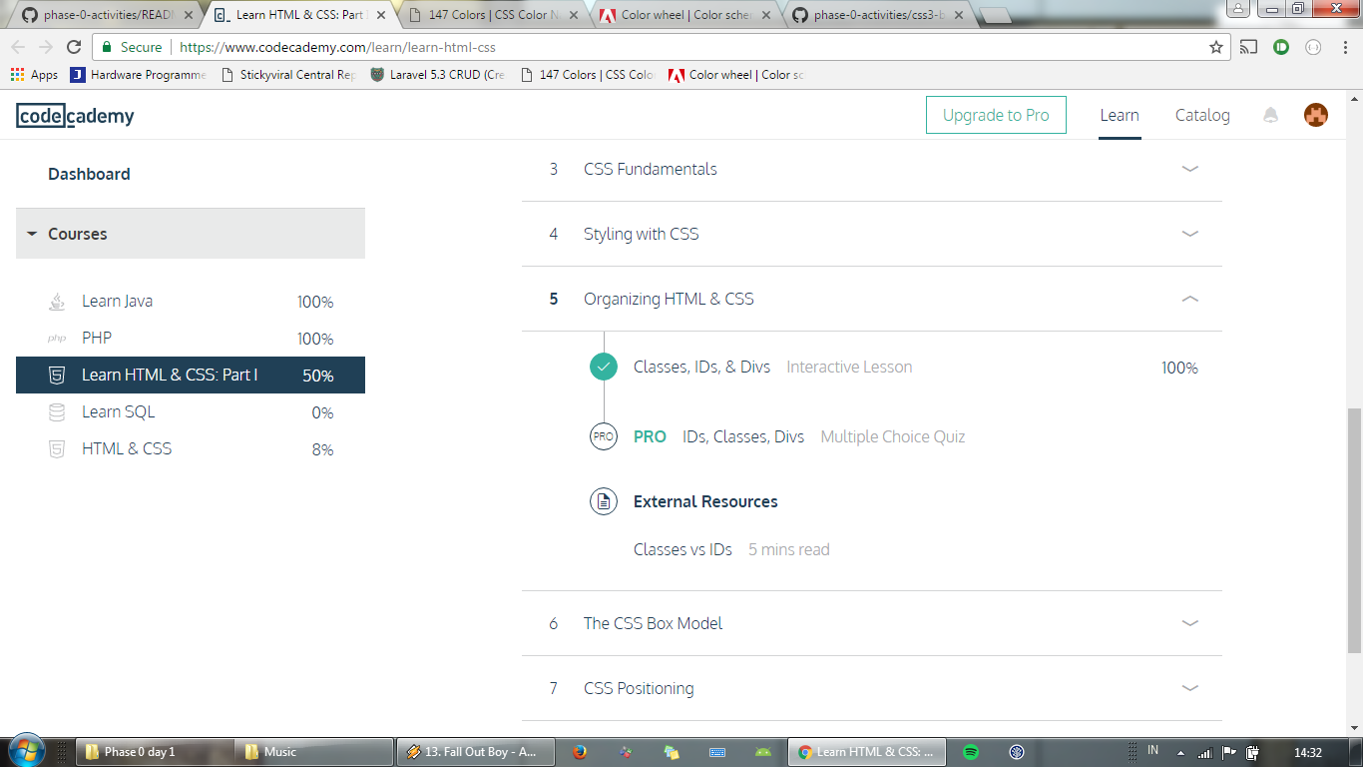 phase-0-activities/READM
Learn HTML & CSS: Part I
147 Colors | CSS Color N
Color wheel | Color sche
phase-0-activities/css3-b
Secure https://www.codecademy.com/learn/learn-html-css
Apps Hardware Programme Stickyviral Central Rep Laravel 5.3 CRUD (Cre 147 Colors | CSS Colo Color wheel | Color sc
codecademy
Upgrade to Pro Learn Catalog
Dashboard
Courses
Learn Java 100%
php PHP 100%
Learn HTML & CSS: Part I 50%
Learn SQL 0%
HTML & CSS 8%
3 CSS Fundamentals
4 Styling with CSS
5 Organizing HTML & CSS
Classes, IDs, & Divs Interactive Lesson 100%
PRO PRO IDs, Classes, Divs Multiple Choice Quiz
External Resources
Classes vs IDs 5 mins read
6 The CSS Box Model
7 CSS Positioning
Phase 0 day 1 Music 13. Fall Out Boy - A... Learn HTML & CSS: ... IN 14:32